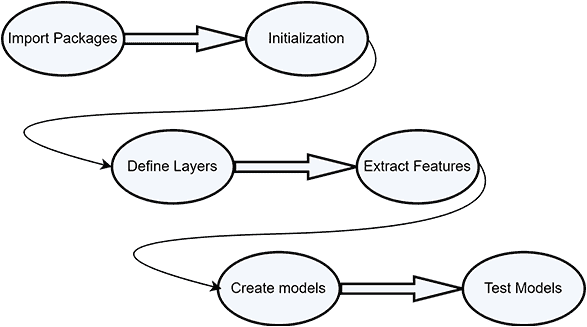 Import Packages
Initialization
Define Layers
Extract Features
Create models
Test Models